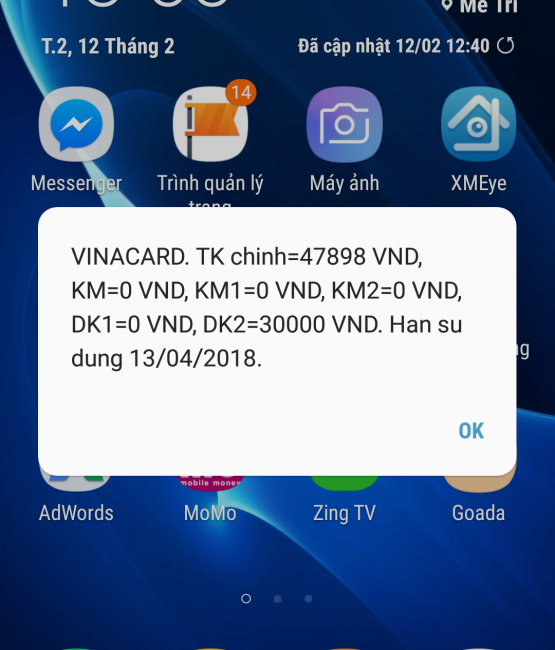 Mễ Trì
T.2, 12 Tháng 2
Đã cập nhật 12/02 12:40
14
Messenger
Trình quản lý
Máy ảnh
XMEye
trang
VINACARD. TK chinh=47898 VND,
KM=0 VND, KM1=0 VND, KM2=0 VND,
DK1=0 VND, DK2=30000 VND. Han su
dung 13/04/2018.
OK
mobile money
AdWords
MoMo
Zing TV
Goada